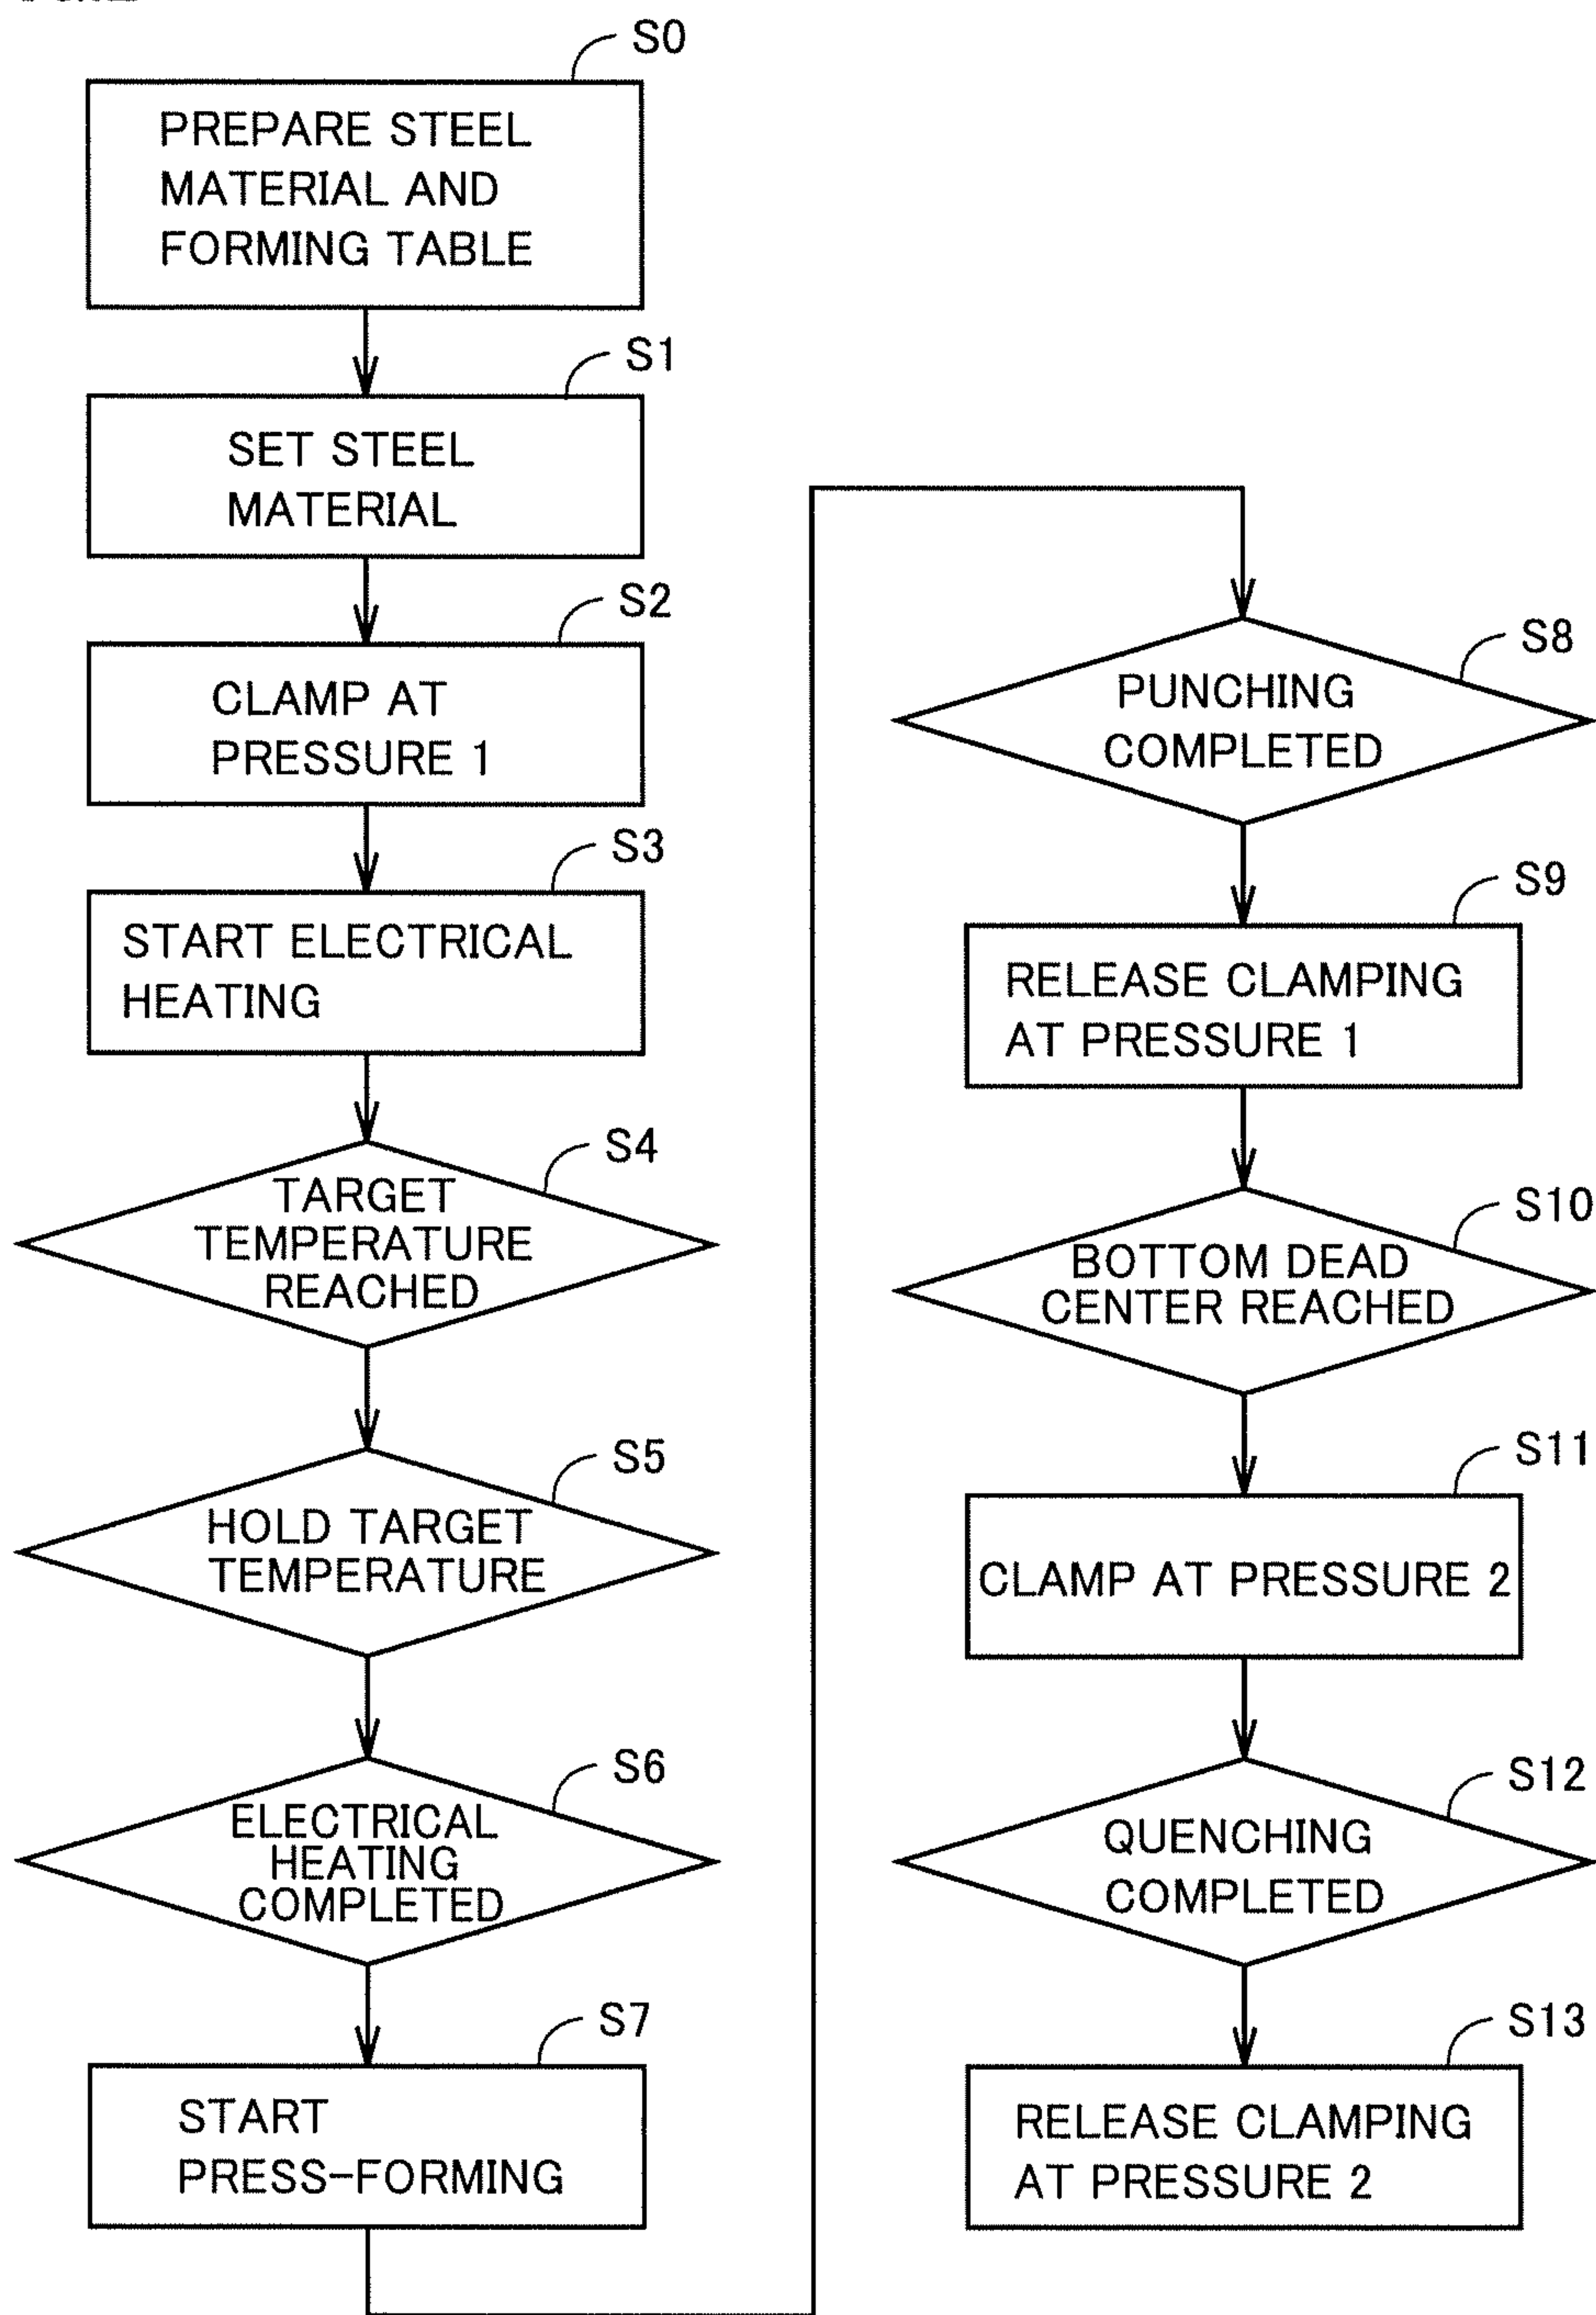 S0
PREPARE STEEL
MATERIAL AND
FORMING TABLE
S1
SET STEEL
MATERIAL
S2
CLAMP AT
PRESSURE 1
S3
START ELECTRICAL
HEATING
S4
TARGET
TEMPERATURE
REACHED
S5
HOLD TARGET
TEMPERATURE
S6
ELECTRICAL
HEATING
COMPLETED
S7
START
PRESS-FORMING
S8
PUNCHING
COMPLETED
S9
RELEASE CLAMPING
AT PRESSURE 1
S10
BOTTOM DEAD
CENTER REACHED
S11
CLAMP AT PRESSURE 2
S12
QUENCHING
COMPLETED
S13
RELEASE CLAMPING
AT PRESSURE 2